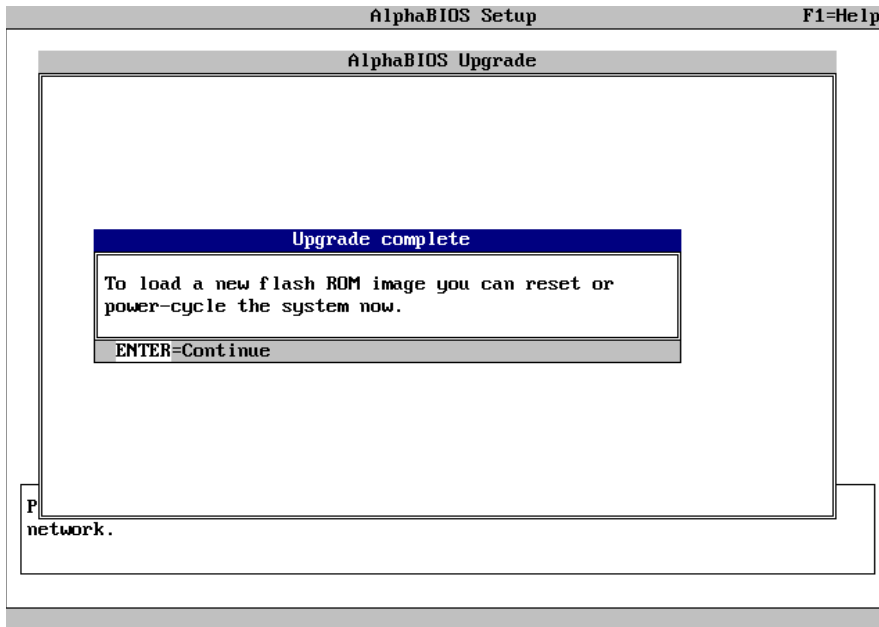 AlphaBIOS Setup F1=Help
AlphaBIOS Upgrade
Upgrade complete
To load a new flash ROM image you can reset or
power-cycle the system now.
ENTER=Continue
P
network.